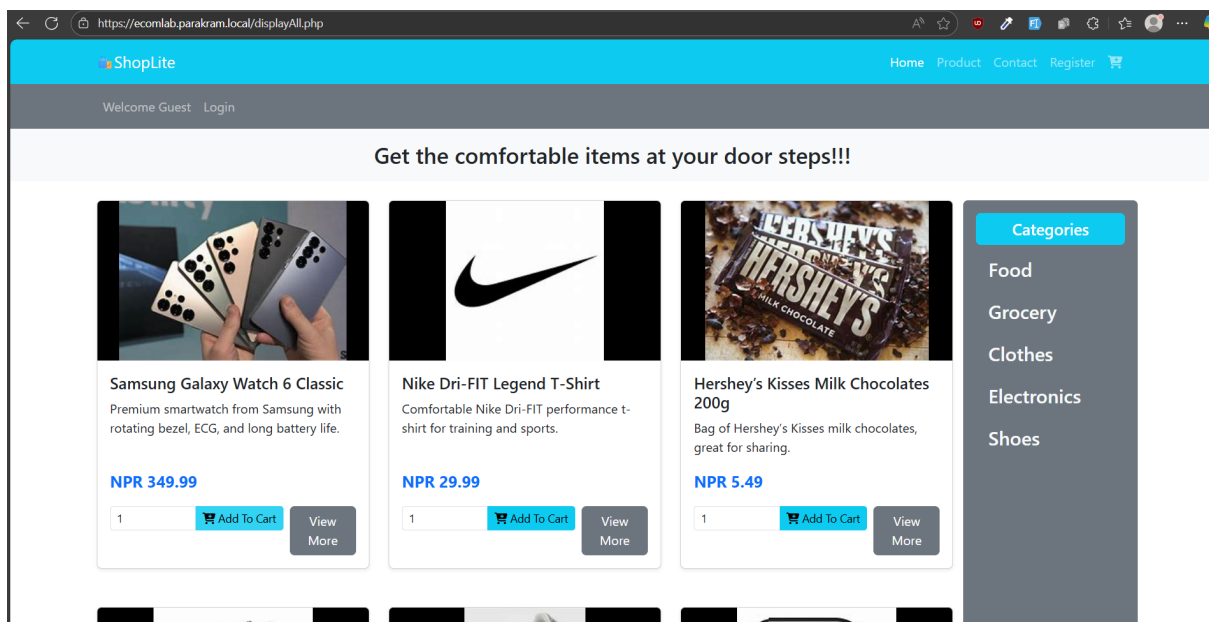 https://ecomlab.parakram.local/displayAll.php
ShopLite
Home Product Contact Register
Welcome Guest Login
Get the comfortable items at your door steps!!!
HERSHEY'S
MILK CHOCOLATE
Samsung Galaxy Watch 6 Classic
Premium smartwatch from Samsung with
rotating bezel, ECG, and long battery life.
NPR 349.99
1
Add To Cart
View
More
Nike Dri-FIT Legend T-Shirt
Comfortable Nike Dri-FIT performance t-
shirt for training and sports.
NPR 29.99
1
Add To Cart
View
More
Hershey’s Kisses Milk Chocolates
200g
Bag of Hershey’s Kisses milk chocolates,
great for sharing.
NPR 5.49
1
Add To Cart
View
More
Categories
Food
Grocery
Clothes
Electronics
Shoes